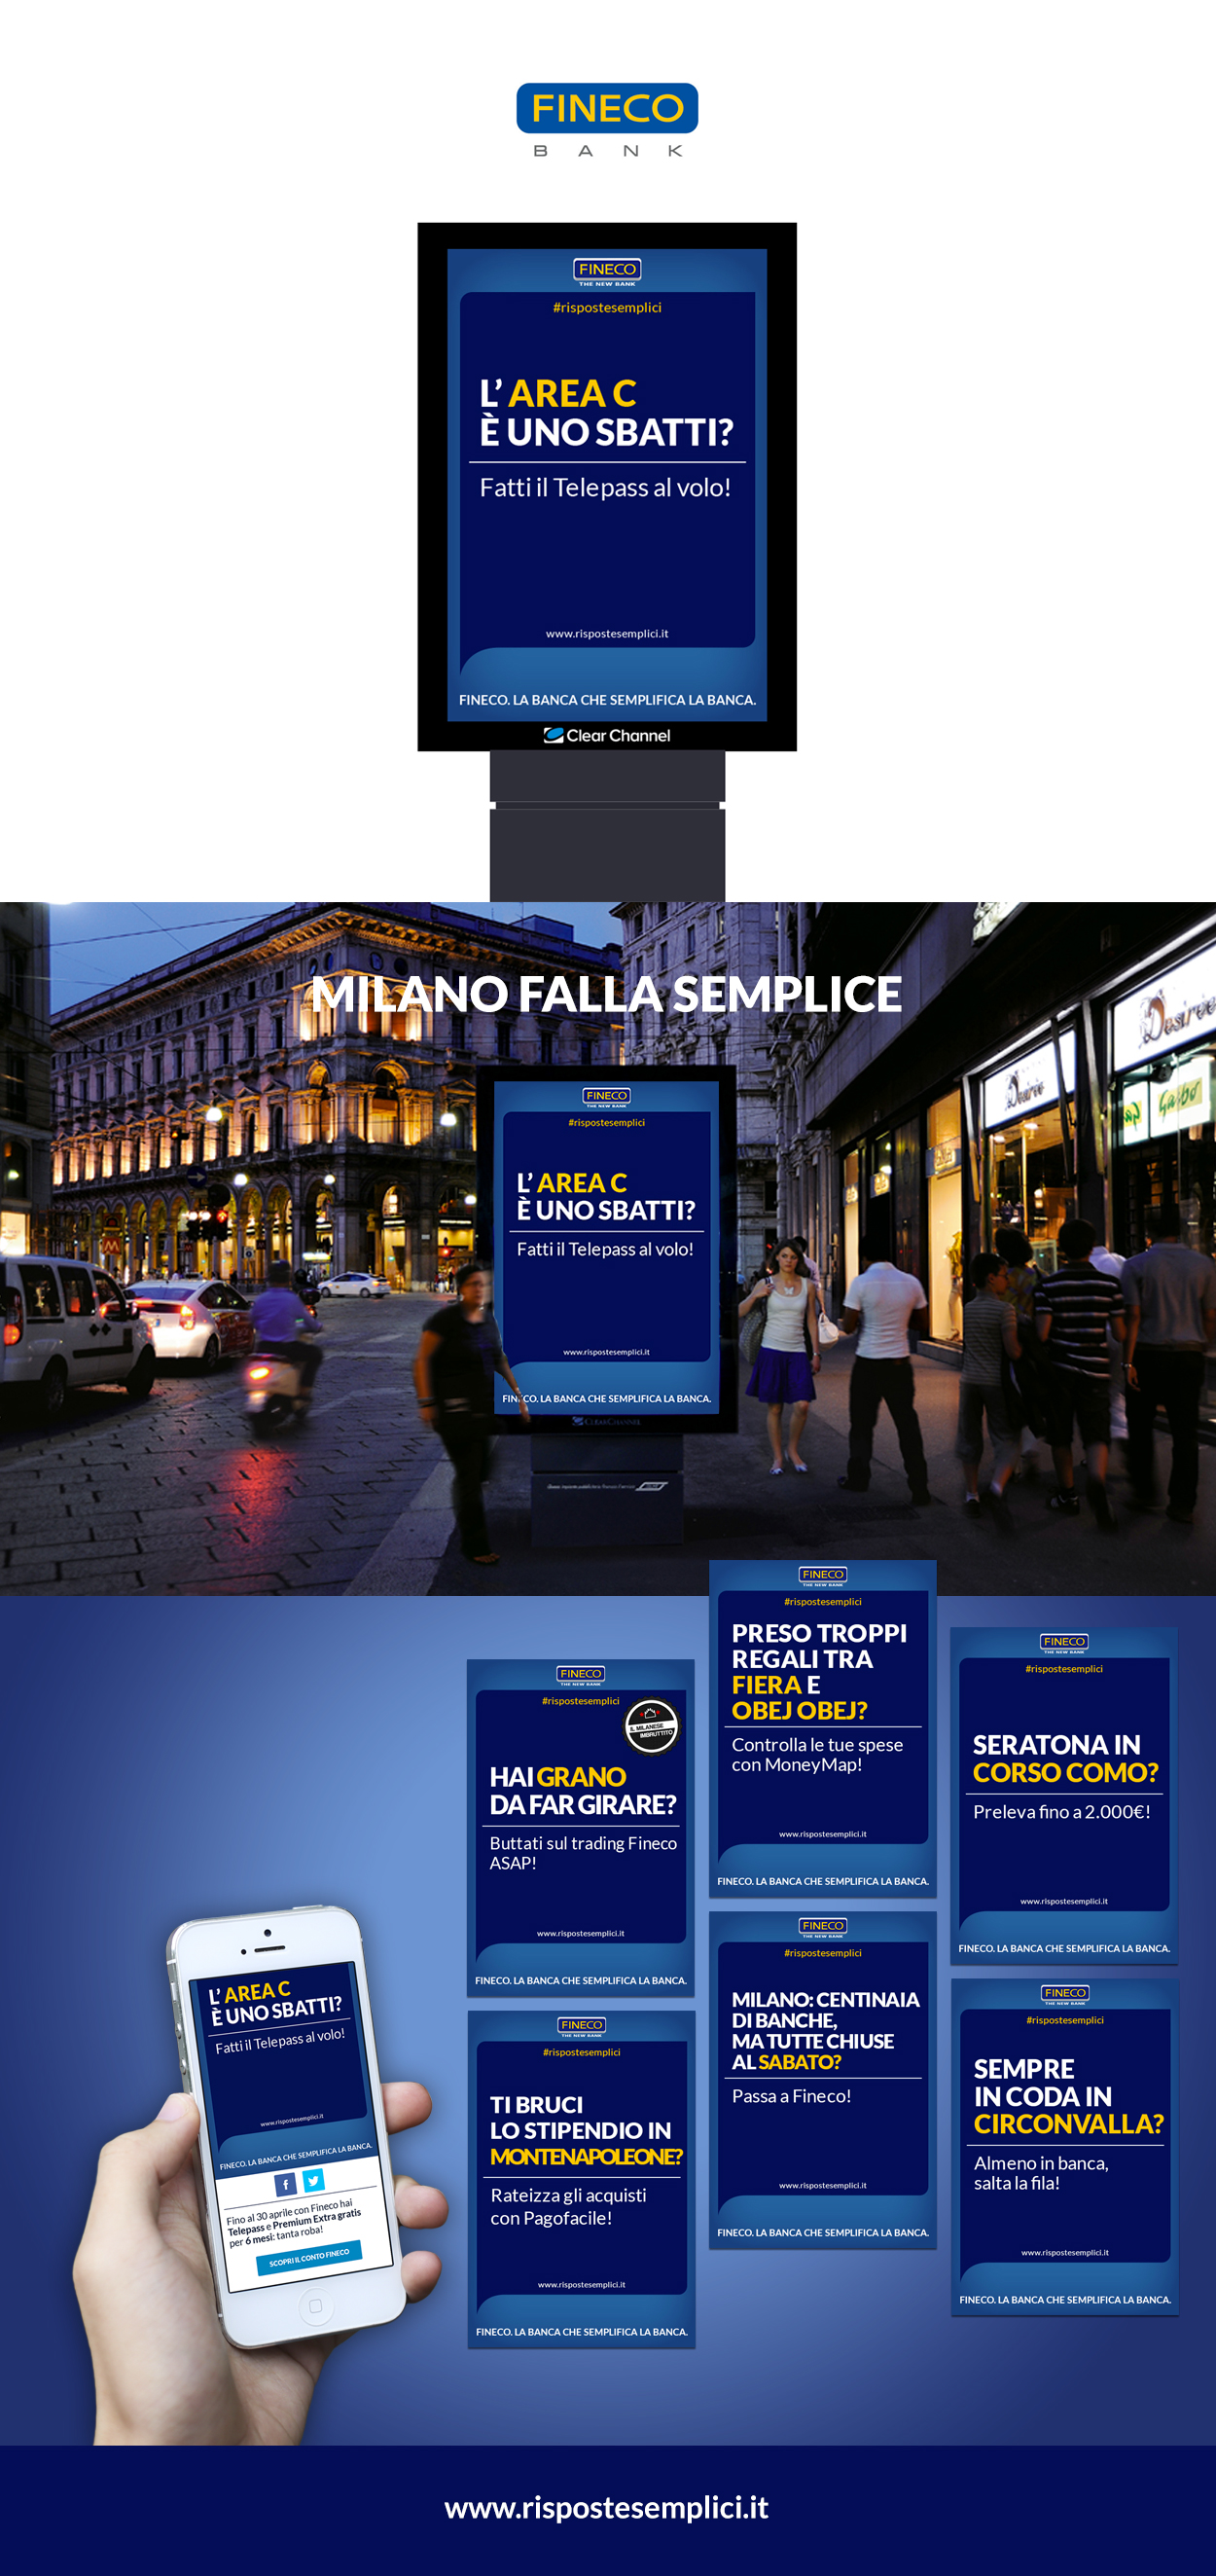 FINECO
BANK
FINECO
THE NEW BANK
#rispostesemplici
L' AREA C
È UNO SBATTI?
Fatti il Telepass al volo!
www.rispostesemplici.it
FINECO. LA BANCA CHE SEMPLIFICA LA BANCA.
Clear Channel
MILANO FALLA SEMPLICE
Desirée
Desirée
Gabbo
FINECO
THE NEW BANK
#rispostesemplici
L' AREA C
È UNO SBATTI?
Fatti il Telepass al volo!
www.rispostesemplici.it
FINECO. LA BANCA CHE SEMPLIFICA LA BANCA.
CLEARCHANNEL
FINECO
THE NEW BANK
#rispostesemplici
HAI GRANO
DA FAR GIRARE?
Buttati sul trading Fineco
ASAP!
www.rispostesemplici.it
FINECO. LA BANCA CHE SEMPLIFICA LA BANCA.
IL MILANESE
IMBRUTTITO
FINECO
THE NEW BANK
#rispostesemplici
PRESO TROPPI
REGALI TRA
FIERA E
OBEJ OBEJ?
Controlla le tue spese
con MoneyMap!
www.rispostesemplici.it
FINECO. LA BANCA CHE SEMPLIFICA LA BANCA.
FINECO
THE NEW BANK
#rispostesemplici
SERATONA IN
CORSO COMO?
Preleva fino a 2.000€!
www.rispostesemplici.it
FINECO. LA BANCA CHE SEMPLIFICA LA BANCA.
L' AREA C
È UNO SBATTI?
Fatti il Telepass al volo!
www.rispostesemplici.it
FINECO. LA BANCA CHE SEMPLIFICA LA BANCA.
Fino al 30 aprile con Fineco hai
Telepass e Premium Extra gratis
per 6 mesi: tanta roba!
SCOPRI IL CONTO FINECO
FINECO
THE NEW BANK
#rispostesemplici
TI BRUCI
LO STIPENDIO IN
MONTENAPOLEONE?
Rateizza gli acquisti
con Pagofacile!
www.rispostesemplici.it
FINECO. LA BANCA CHE SEMPLIFICA LA BANCA.
FINECO
THE NEW BANK
#rispostesemplici
MILANO: CENTINAIA
DI BANCHE,
MA TUTTE CHIUSE
AL SABATO?
Passa a Fineco!
www.rispostesemplici.it
FINECO. LA BANCA CHE SEMPLIFICA LA BANCA.
FINECO
THE NEW BANK
#rispostesemplici
SEMPRE
IN CODA IN
CIRCONVALLA?
Almeno in banca,
salta la fila!
www.rispostesemplici.it
FINECO. LA BANCA CHE SEMPLIFICA LA BANCA.
www.rispostesemplici.it